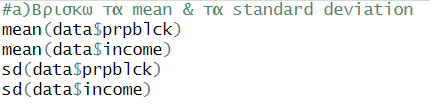 #a)Βρισκω τα mean & τα standard deviation
mean(data$prpblck)
mean(data$income)
sd(data$prpblck)
sd(data$income)